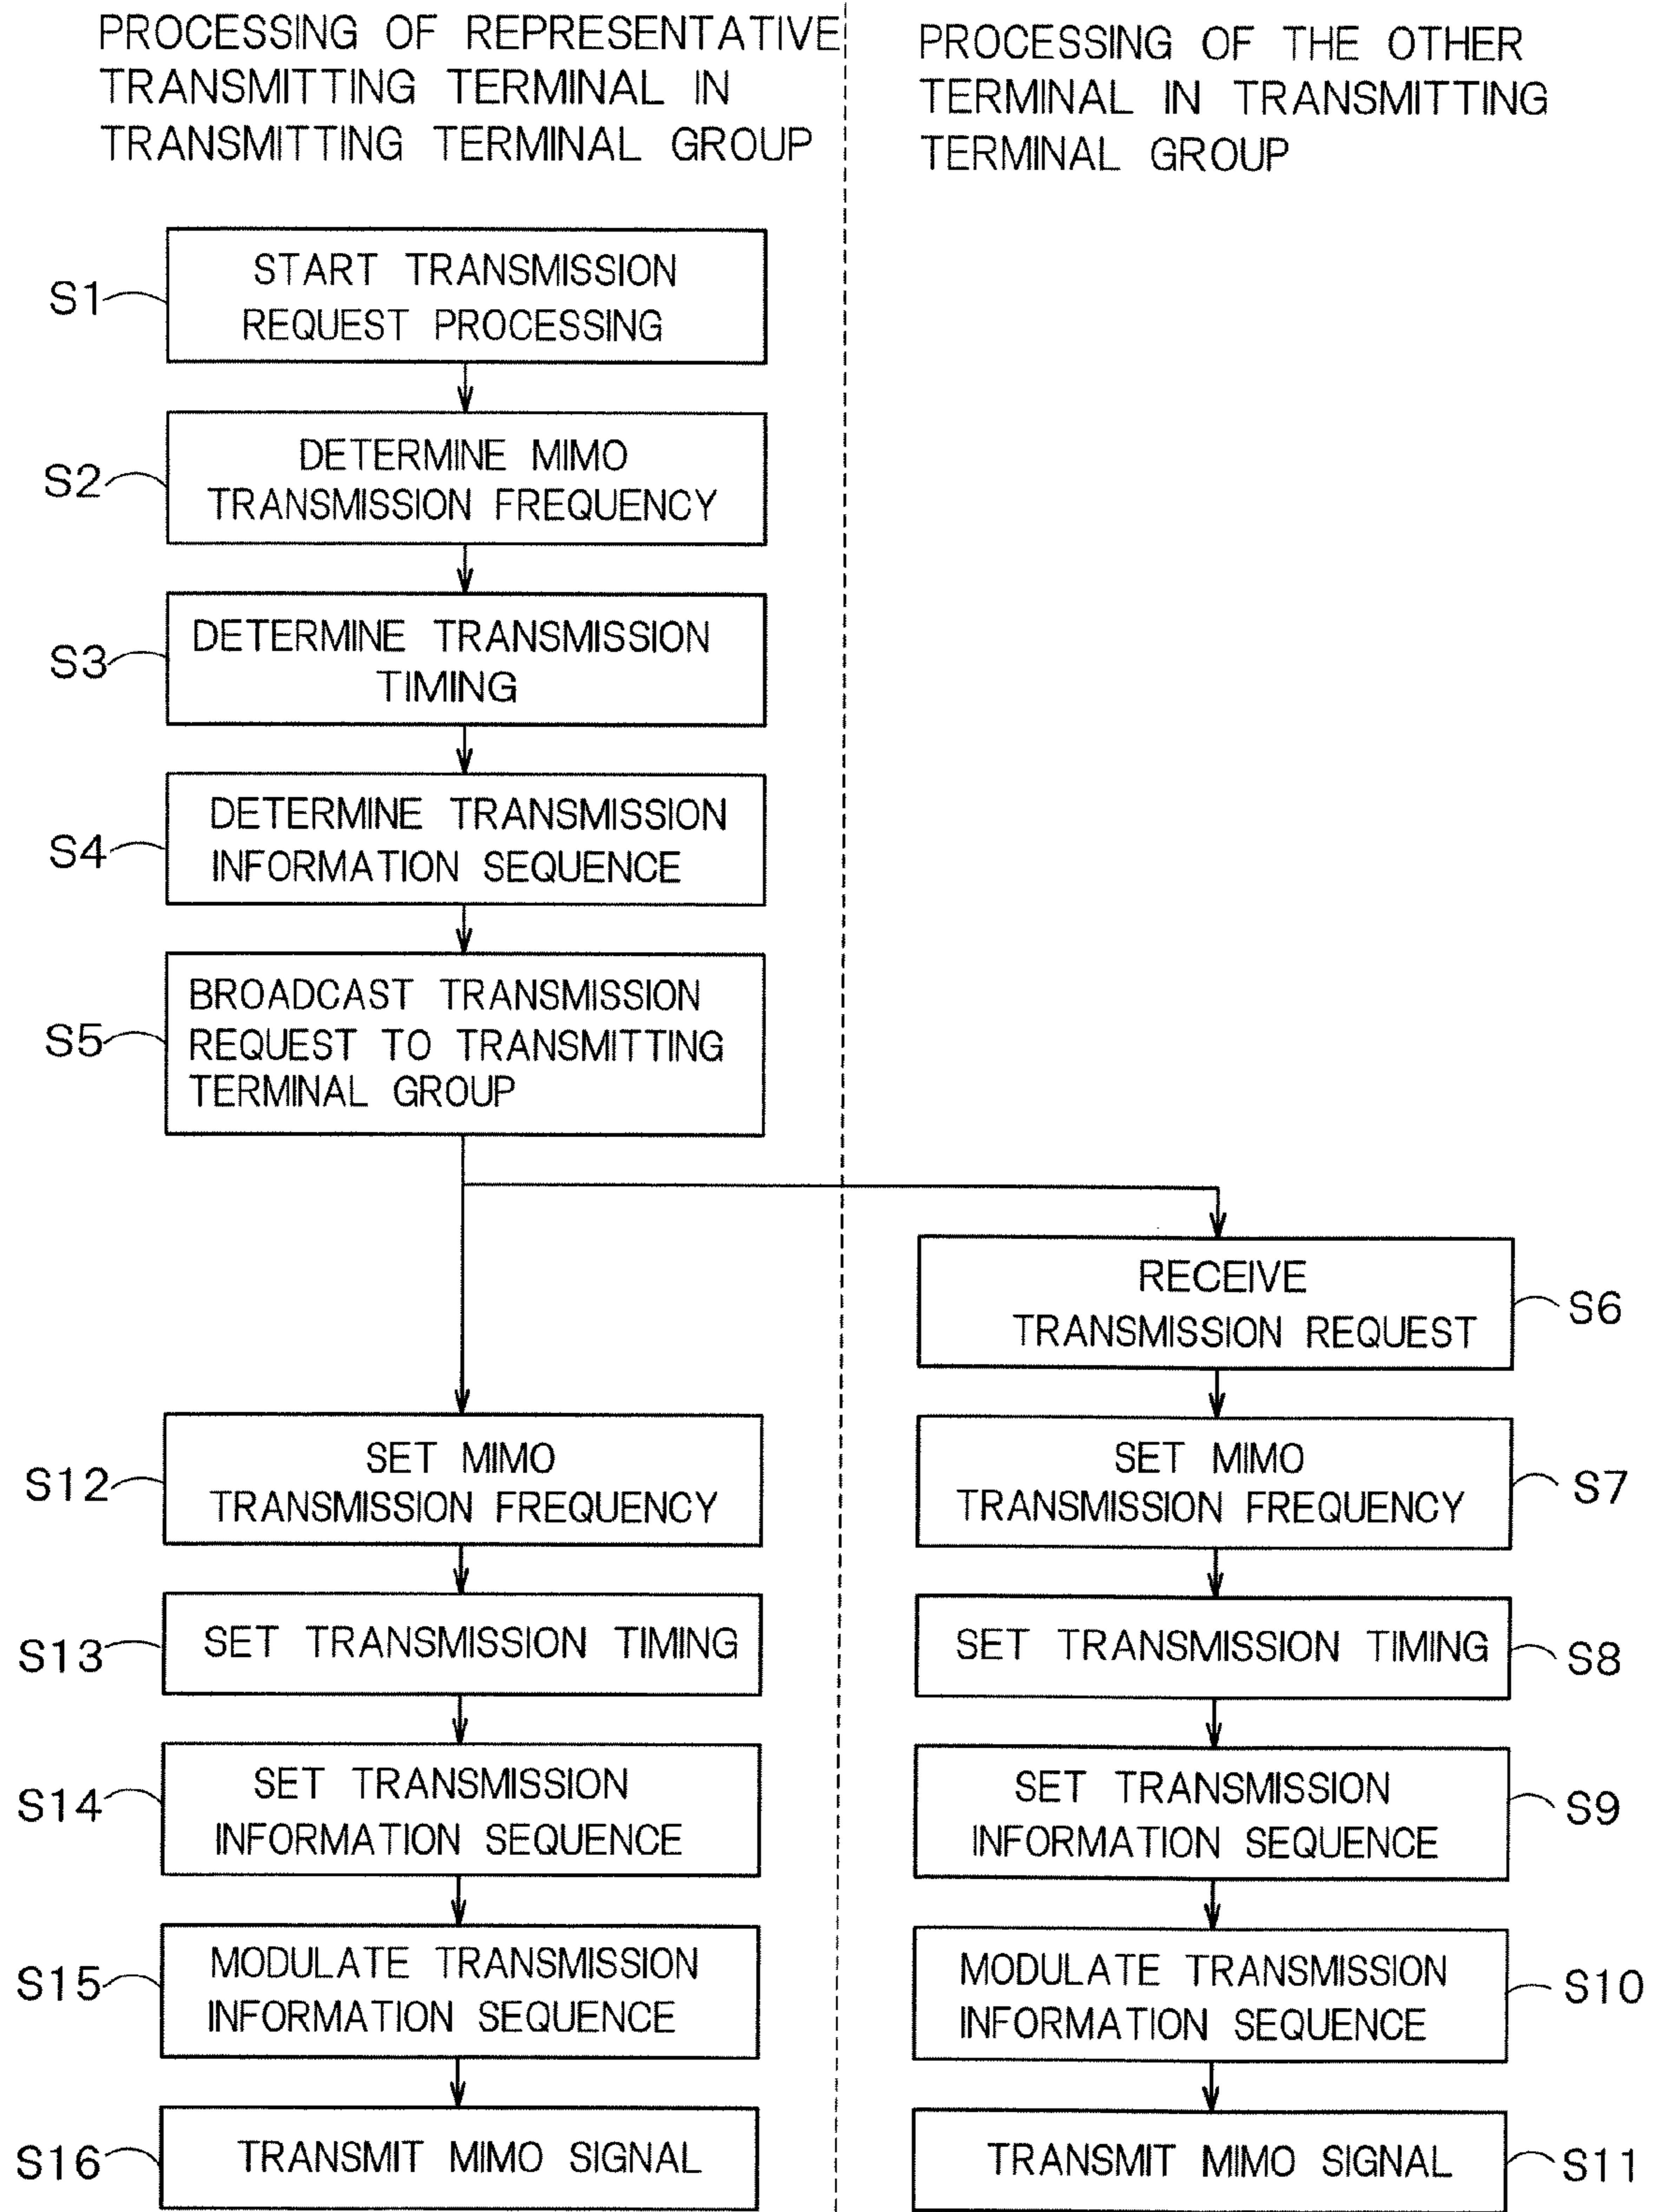 PROCESSING OF REPRESENTATIVE
TRANSMITTING TERMINAL IN
TRANSMITTING TERMINAL GROUP
PROCESSING OF THE OTHER
TERMINAL IN TRANSMITTING
TERMINAL GROUP
S1
START TRANSMISSION
REQUEST PROCESSING
S2
DETERMINE MIMO
TRANSMISSION FREQUENCY
S3
DETERMINE TRANSMISSION
TIMING
S4
DETERMINE TRANSMISSION
INFORMATION SEQUENCE
S5
BROADCAST TRANSMISSION
REQUEST TO TRANSMITTING
TERMINAL GROUP
RECEIVE
TRANSMISSION REQUEST
S6
S12
SET MIMO
TRANSMISSION FREQUENCY
SET MIMO
TRANSMISSION FREQUENCY
S7
S13
SET TRANSMISSION TIMING
SET TRANSMISSION TIMING
S8
S14
SET TRANSMISSION
INFORMATION SEQUENCE
SET TRANSMISSION
INFORMATION SEQUENCE
S9
S15
MODULATE TRANSMISSION
INFORMATION SEQUENCE
MODULATE TRANSMISSION
INFORMATION SEQUENCE
S10
S16
TRANSMIT MIMO SIGNAL
TRANSMIT MIMO SIGNAL
S11